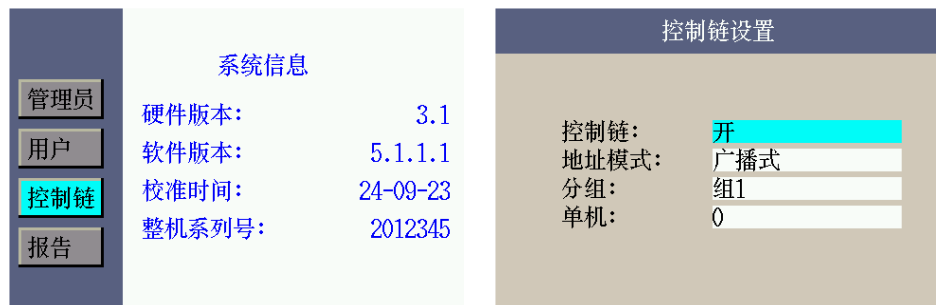 管理员
用户
控制链
报告
系统信息
硬件版本: 3.1
软件版本: 5.1.1.1
校准时间: 24-09-23
整机系列号: 2012345
控制链设置
控制链: 开
地址模式: 广播式
分组: 组1
单机: 0